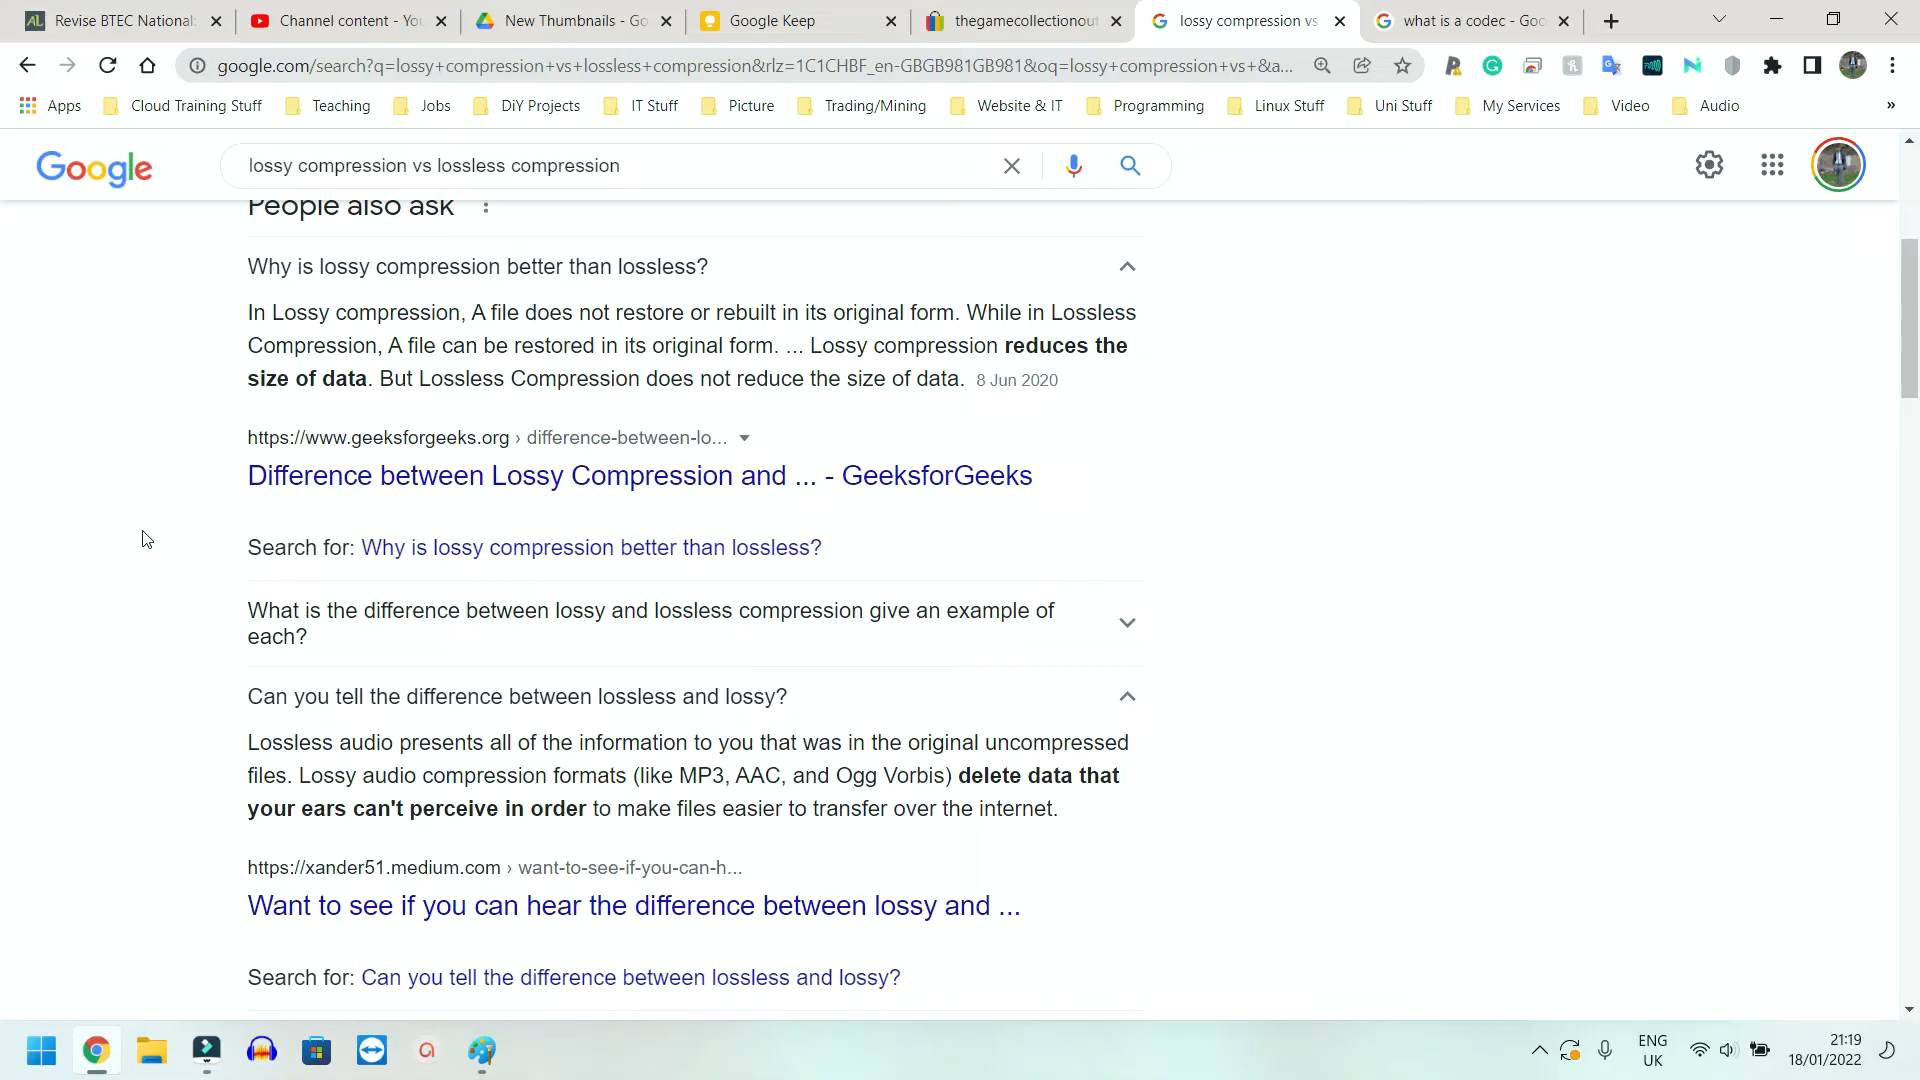 Revise BTEC National:
Channel content - You
New Thumbnails - Go
Google Keep
thegamecollectionout
lossy compression vs
what is a codec - Goo
google.com/search?q=lossy+compression+vs+lossless+compression&rlz=1C1CHBF_en-GBGB981GB981&oq=lossy+compression+vs+&a...
Apps
Cloud Training Stuff
Teaching
Jobs
DiY Projects
IT Stuff
Picture
Trading/Mining
Website & IT
Programming
Linux Stuff
Uni Stuff
My Services
Video
Audio
»
Google
lossy compression vs lossless compression
People also ask
Why is lossy compression better than lossless?
In Lossy compression, A file does not restore or rebuilt in its original form. While in Lossless
Compression, A file can be restored in its original form. ... Lossy compression reduces the
size of data. But Lossless Compression does not reduce the size of data. 8 Jun 2020
https://www.geeksforgeeks.org › difference-between-lo...
Difference between Lossy Compression and ... - GeeksforGeeks
Search for: Why is lossy compression better than lossless?
What is the difference between lossy and lossless compression give an example of
each?
Can you tell the difference between lossless and lossy?
Lossless audio presents all of the information to you that was in the original uncompressed
files. Lossy audio compression formats (like MP3, AAC, and Ogg Vorbis) delete data that
your ears can't perceive in order to make files easier to transfer over the internet.
https://xander51.medium.com › want-to-see-if-you-can-h...
Want to see if you can hear the difference between lossy and ...
Search for: Can you tell the difference between lossless and lossy?
ENG
UK
21:19
18/01/2022